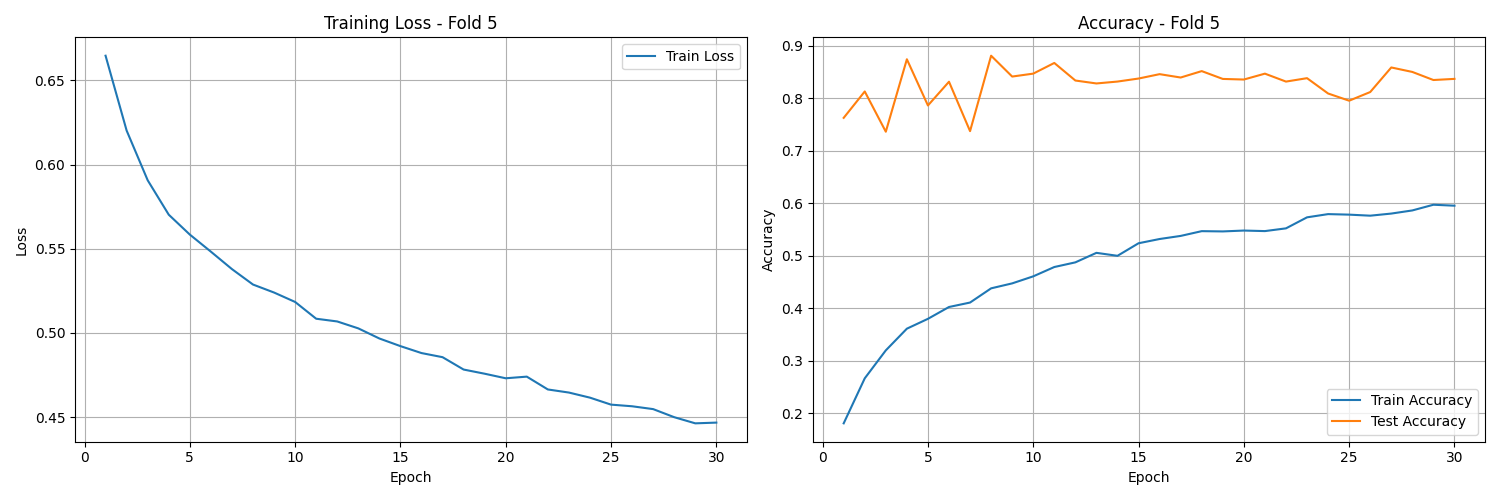 Training Loss - Fold 5
Train Loss
0.65
0.60
0.55
0.50
0.45
Loss
0 5 10 15 20 25 30
Epoch
Accuracy - Fold 5
0.9
0.8
0.7
0.6
0.5
0.4
0.3
0.2
Accuracy
Train Accuracy
Test Accuracy
0 5 10 15 20 25 30
Epoch